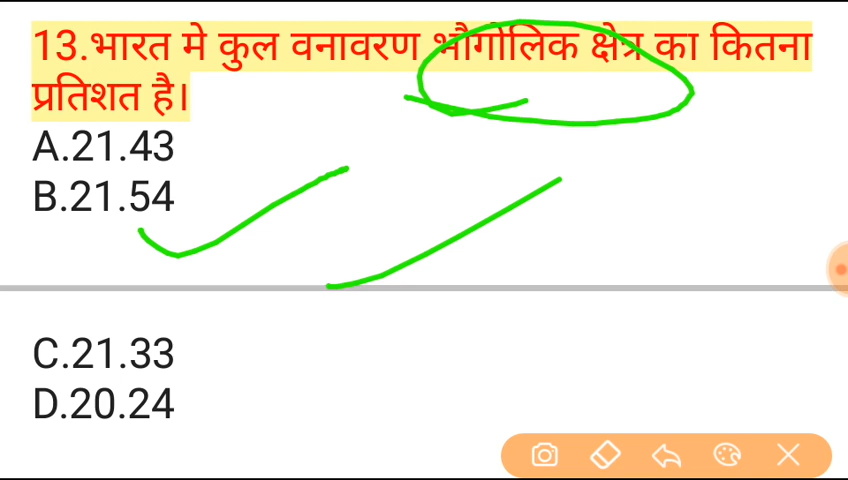 13.भारत मे कुल वनावरण भौगोलिक क्षेत्र का कितना
प्रतिशत है।
A.21.43
B.21.54
C.21.33
D.20.24